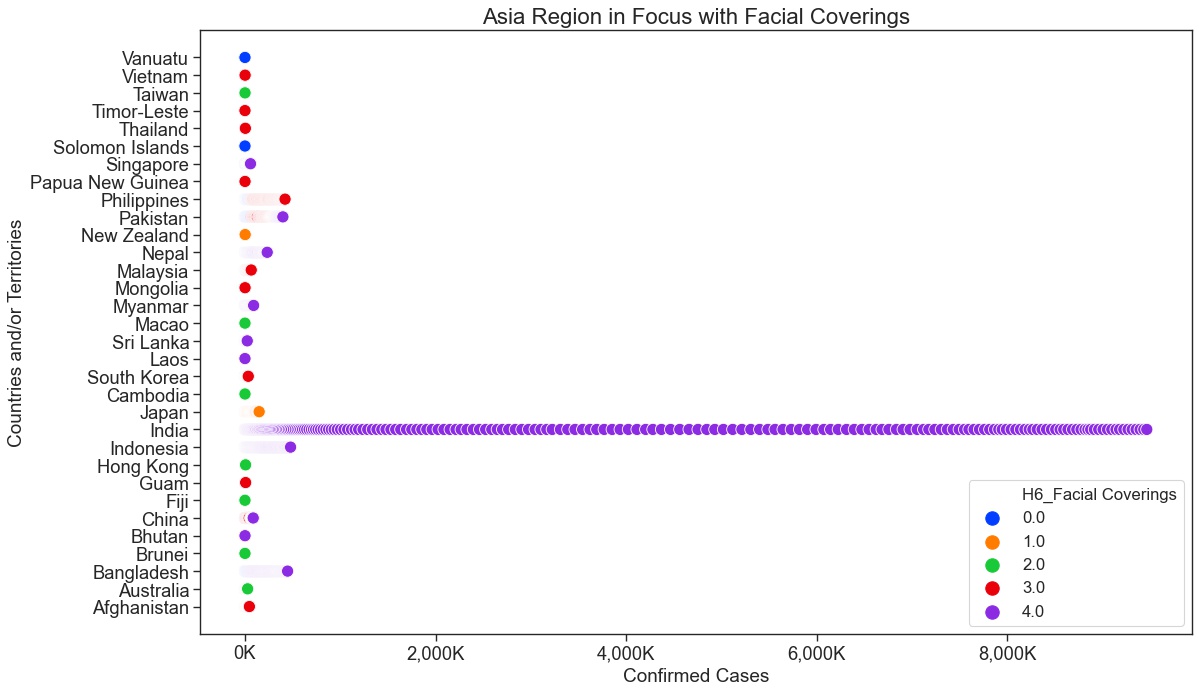 Asia Region in Focus with Facial Coverings
Countries and/or Territories
Vanuatu
Vietnam
Taiwan
Timor-Leste
Thailand
Solomon Islands
Singapore
Papua New Guinea
Philippines
Pakistan
New Zealand
Nepal
Malaysia
Mongolia
Myanmar
Macao
Sri Lanka
Laos
South Korea
Cambodia
Japan
India
Indonesia
Hong Kong
Guam
Fiji
China
Bhutan
Brunei
Bangladesh
Australia
Afghanistan
H6_Facial Coverings
0.0
1.0
2.0
3.0
4.0
0K 2,000K 4,000K 6,000K 8,000K
Confirmed Cases